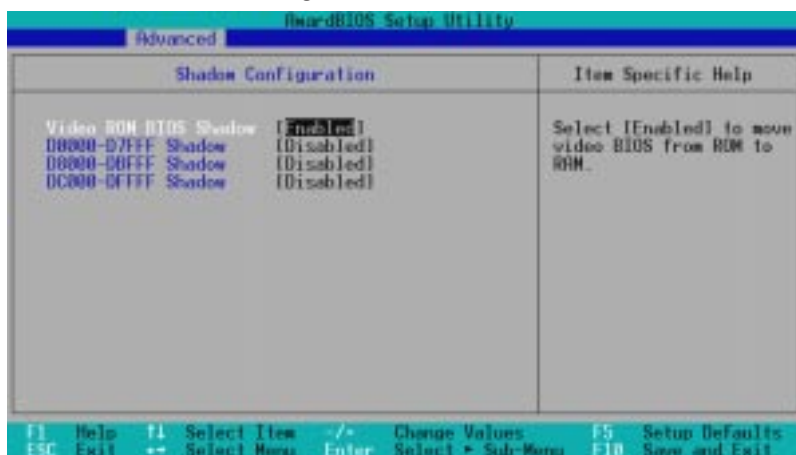 AwardBIOS Setup Utility
Advanced
Shadow Configuration
Item Specific Help
Video ROM BIOS Shadow [Enabled]
D0000-D7FFF Shadow [Disabled]
D8000-DBFFF Shadow [Disabled]
DC000-DFFFF Shadow [Disabled]
Select [Enabled] to move
video BIOS from ROM to
RAM.
F1 Help ↑↓ Select Item -/+ Change Values F5 Setup Defaults
ESC Exit ↔ Select Menu Enter Select ► Sub-Menu F10 Save and Exit